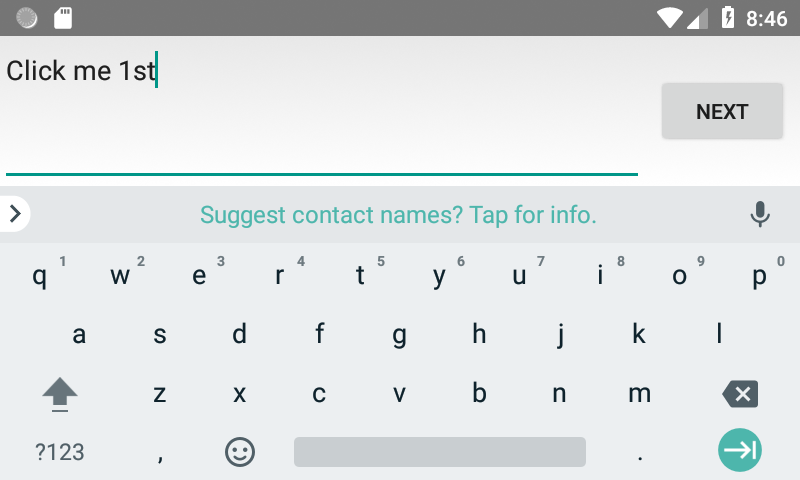 8:46
Click me 1st
NEXT
Suggest contact names? Tap for info.
q 1 w 2 e 3 r 4 t 5 y 6 u 7 i 8 o 9 p 0
a s d f g h j k l
z x c v b n m
?123 , .